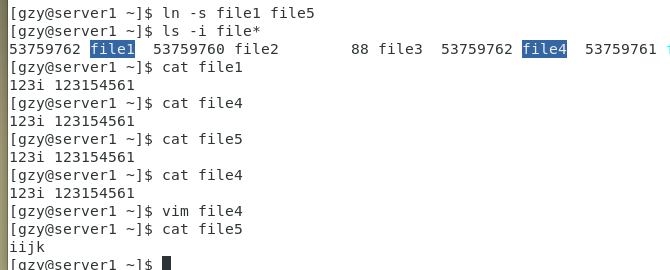 [gzy@server1 ~]$ ln -s file1 file5
[gzy@server1 ~]$ ls -i file*
53759762 file1  53759760 file2        88 file3  53759762 file4  53759761
[gzy@server1 ~]$ cat file1
123i 123154561
[gzy@server1 ~]$ cat file4
123i 123154561
[gzy@server1 ~]$ cat file5
123i 123154561
[gzy@server1 ~]$ cat file4
123i 123154561
[gzy@server1 ~]$ vim file4
[gzy@server1 ~]$ cat file5
iijk
[gzy@server1 ~]$